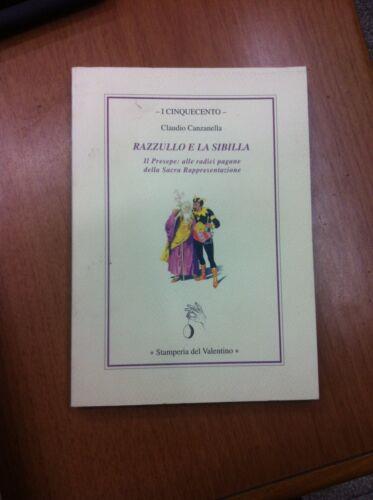 – I CINQUECENTO –
Claudio Canzanella
RAZZULLO E LA SIBILLA
Il Presepe: alle radici pagane
della Sacra Rappresentazione
« Stamperia del Valentino »